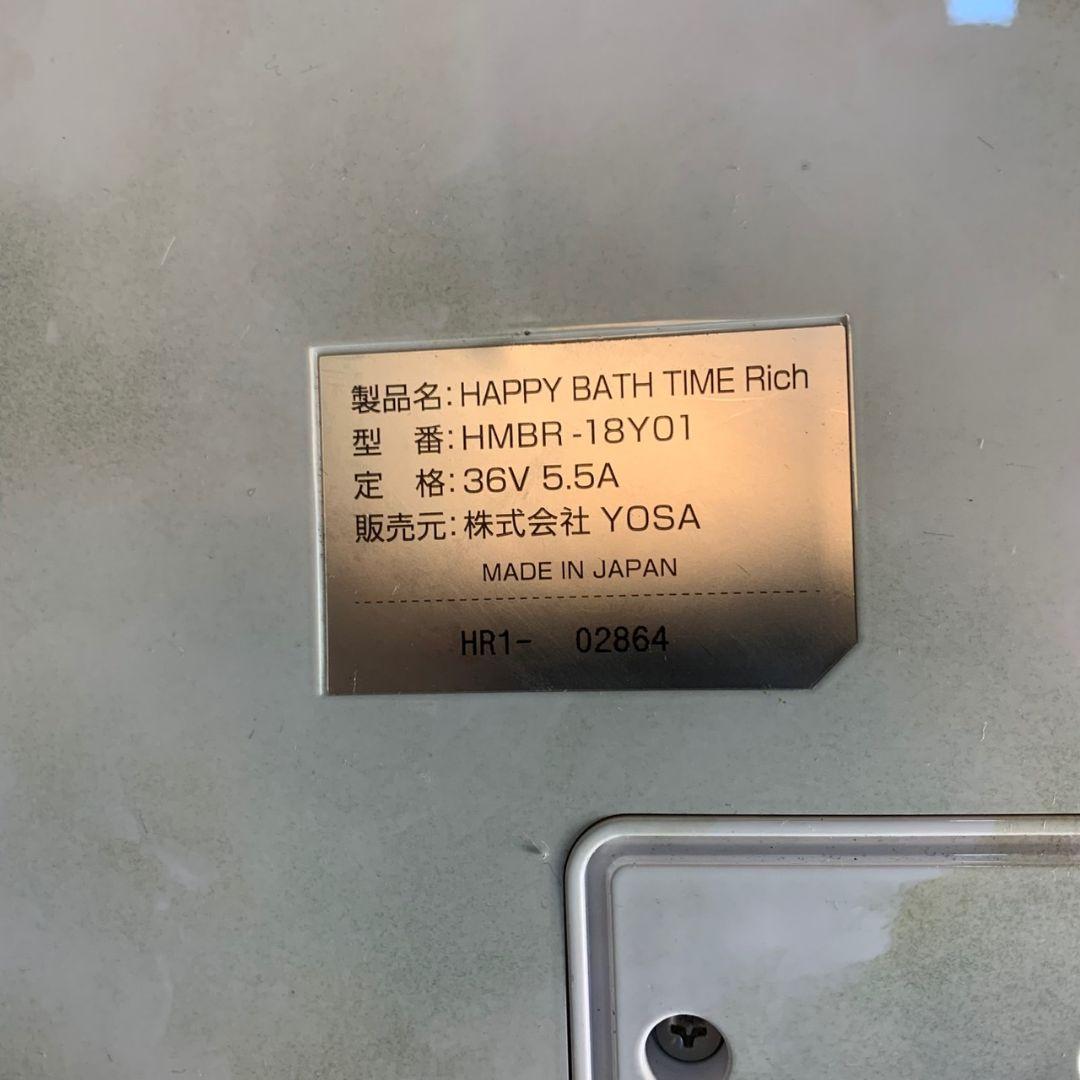 製品名：HAPPY BATH TIME Rich
型　番：HMBR -18Y01
定　格：36V 5.5A
販売元：株式会社 YOSA
MADE IN JAPAN
HR1- 02864